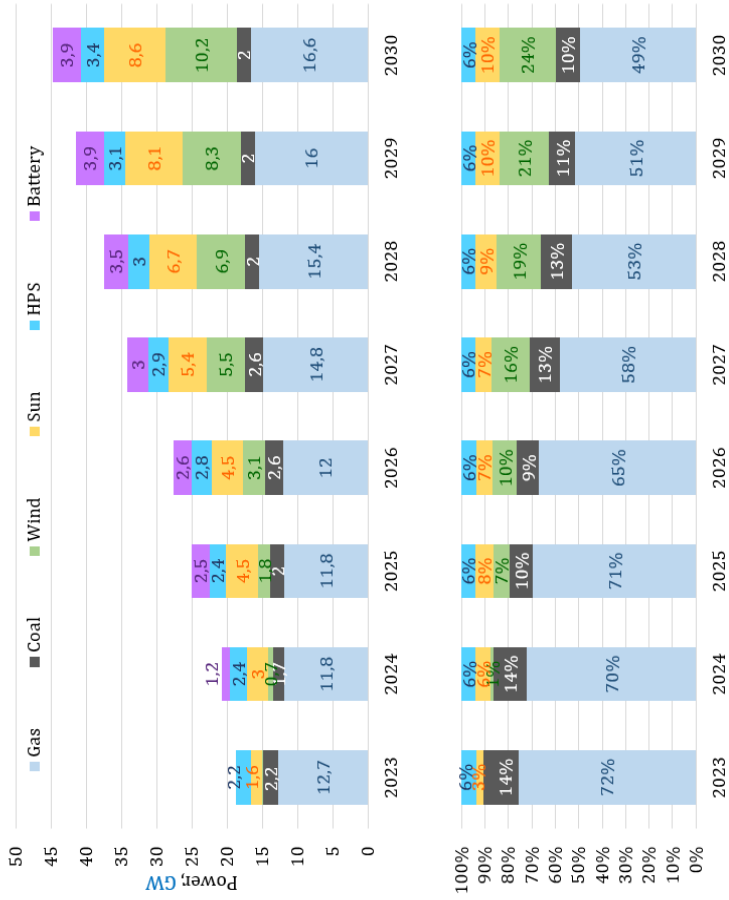 Gas Coal Wind Sun HPS Battery
Power, GW
50
45
40
35
30
25
20
15
10
5
0
1,2 2,5 2,6 3 3,5 3,9 3,9
2,2 2,4 2,4 2,8 2,9 3 3,1 3,4
1,6 3 4,5 4,5 5,4 6,7 8,1 8,6
0,7 1,8 3,1 5,5 6,9 8,3 10,2
2,2 1,7 2 2,6 2,6 2 2 2
12,7 11,8 11,8 12 14,8 15,4 16 16,6
2023 2024 2025 2026 2027 2028 2029 2030
100%
90%
80%
70%
60%
50%
40%
30%
20%
10%
0%
6% 6% 6% 6% 6% 6% 6% 6%
3% 6% 8% 7% 7% 9% 10% 10%
1% 7% 10% 16% 19% 21% 24%
14% 14% 10% 9% 13% 13% 11% 10%
72% 70% 71% 65% 58% 53% 51% 49%
2023 2024 2025 2026 2027 2028 2029 2030